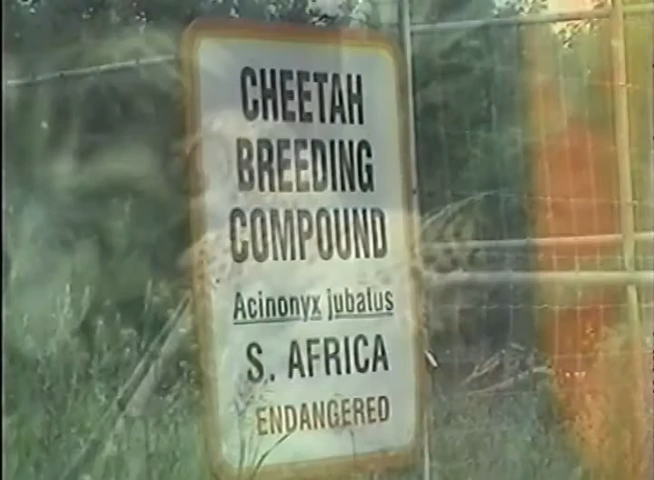 CHEETAH
BREEDING
COMPOUND
Acinonyx jubatus
S. AFRICA
ENDANGERED